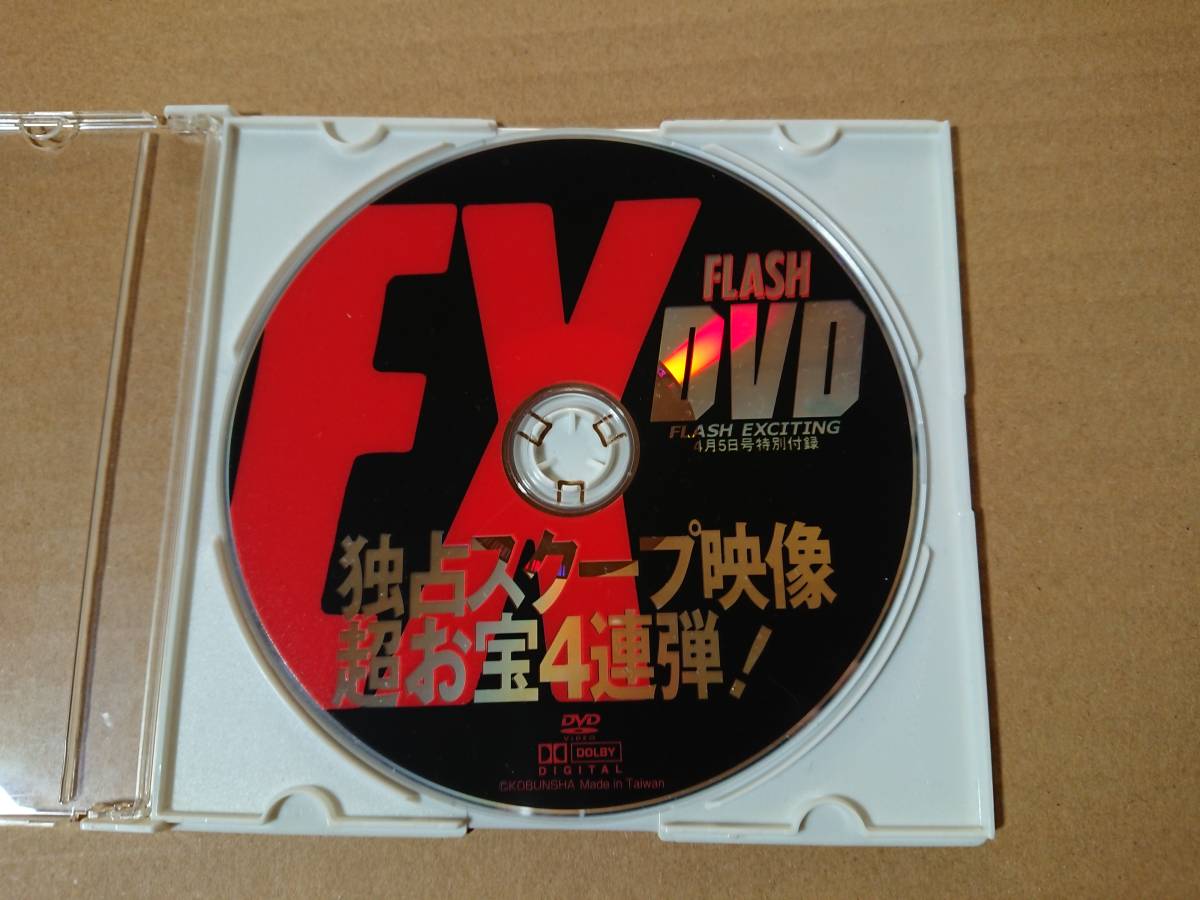 EX
FLASH
DVD
FLASH EXCITING
4月5日号特別付録
独占スクープ映像
超お宝4連弾!
DVD
VIDEO
DOLBY
DIGITAL
©KOBUNSHA Made in Taiwan